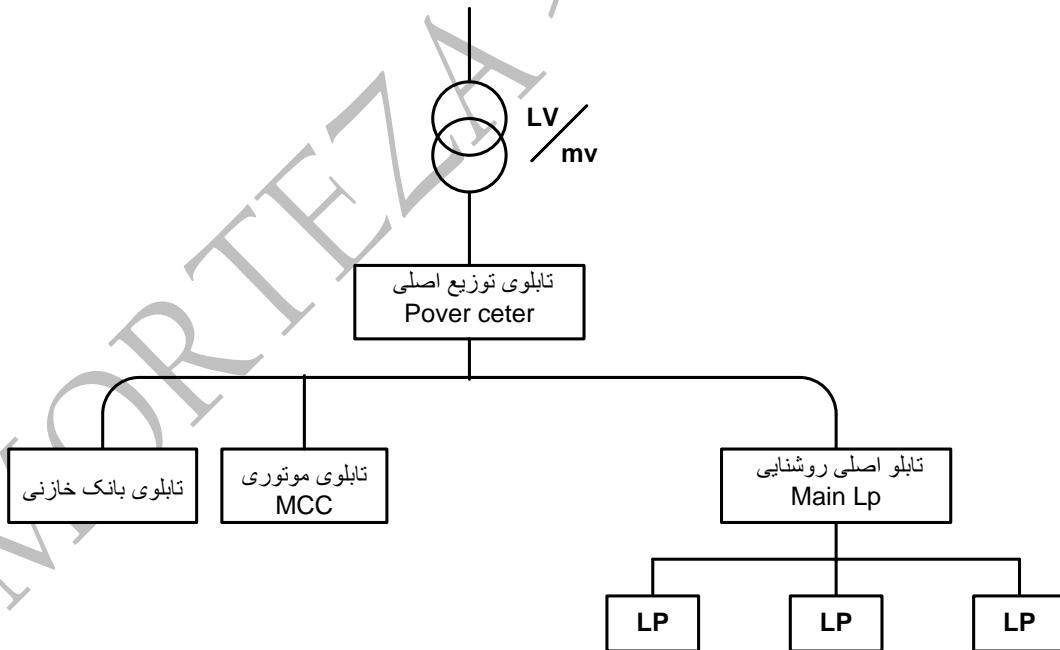 LV
mv
تابلوی توزیع اصلی
Pover ceter
تابلوی بانک خازنی
تابلوی موتوری
MCC
تابلو اصلی روشنایی
Main Lp
LP
LP
LP
MORTEZA